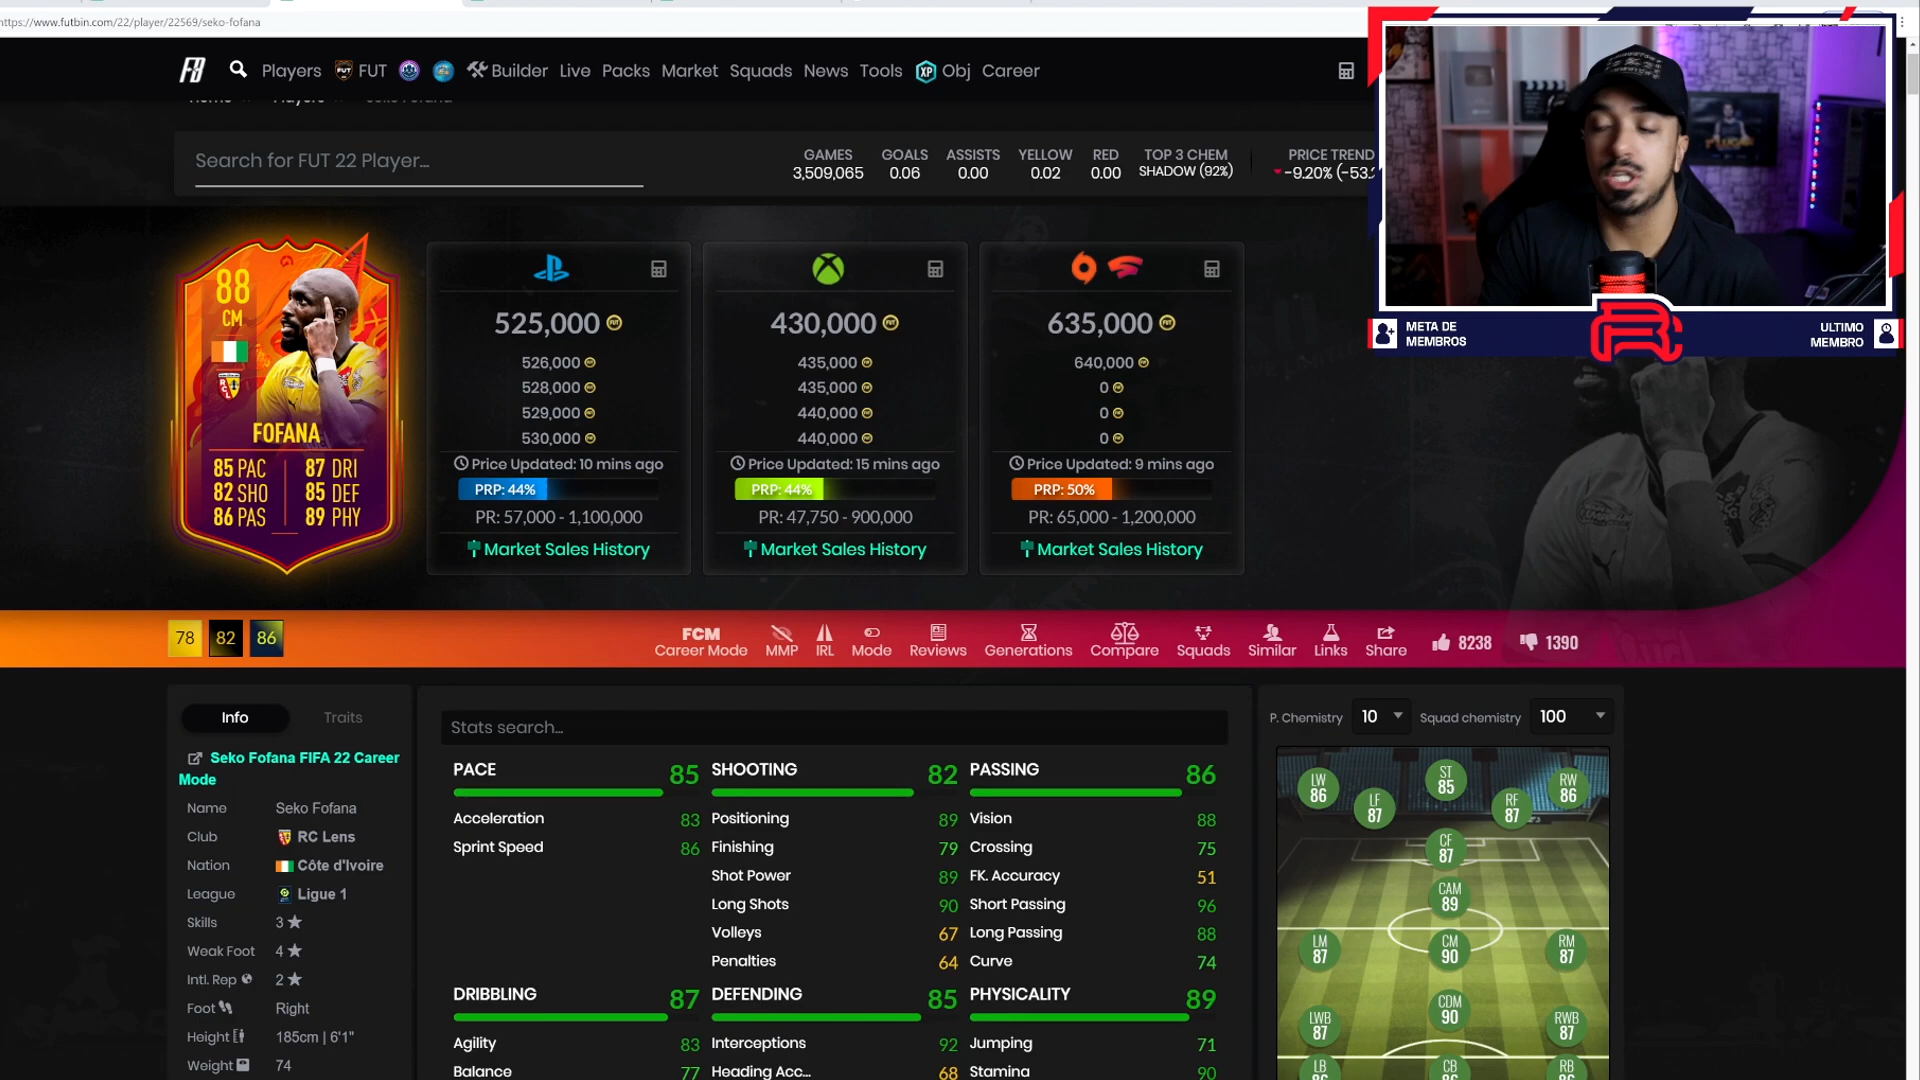 https://www.futbin.com/22/player/22569/seko-fofana
Players FUT Builder Live Packs Market Squads News Tools XP Obj Career
Home Players Seko Fofana
Search for FUT 22 Player...
GAMES GOALS ASSISTS YELLOW RED TOP 3 CHEM PRICE TREND
3,509,065 0.06 0.00 0.02 0.00 SHADOW (92%) -9.20% (-53.
88
CM
FOFANA
85 PAC 87 DRI
82 SHO 85 DEF
86 PAS 89 PHY
525,000
526,000
528,000
529,000
530,000
Price Updated: 10 mins ago
PRP: 44%
PR: 57,000 - 1,100,000
Market Sales History
430,000
435,000
435,000
440,000
440,000
Price Updated: 15 mins ago
PRP: 44%
PR: 47,750 - 900,000
Market Sales History
635,000
640,000
0
0
0
Price Updated: 9 mins ago
PRP: 50%
PR: 65,000 - 1,200,000
Market Sales History
META DE
MEMBROS
ULTIMO
MEMBRO
78 82 86
FCM
Career Mode MMP IRL Mode Reviews Generations Compare Squads Similar Links Share 8238 1390
Info Traits
Seko Fofana FIFA 22 Career
Mode
Name Seko Fofana
Club RC Lens
Nation Côte d'Ivoire
League Ligue 1
Skills 3
Weak Foot 4
Intl. Rep 2
Foot Right
Height 185cm | 6'1"
Weight 74
Stats search...
PACE 85
Acceleration 83
Sprint Speed 86
SHOOTING 82
Positioning 89
Finishing 79
Shot Power 89
Long Shots 90
Volleys 67
Penalties 64
PASSING 86
Vision 88
Crossing 75
FK. Accuracy 51
Short Passing 96
Long Passing 88
Curve 74
DRIBBLING 87
Agility 83
Balance 77
DEFENDING 85
Interceptions 92
Heading Acc... 68
PHYSICALITY 89
Jumping 71
Stamina 90
P. Chemistry 10 Squad chemistry 100
LW
86
ST
85
RW
86
LF
87
RF
87
CF
87
CAM
89
LM
87
CM
90
RM
87
LWB
87
CDM
90
RWB
87
LB
86
CB
86
RB
86